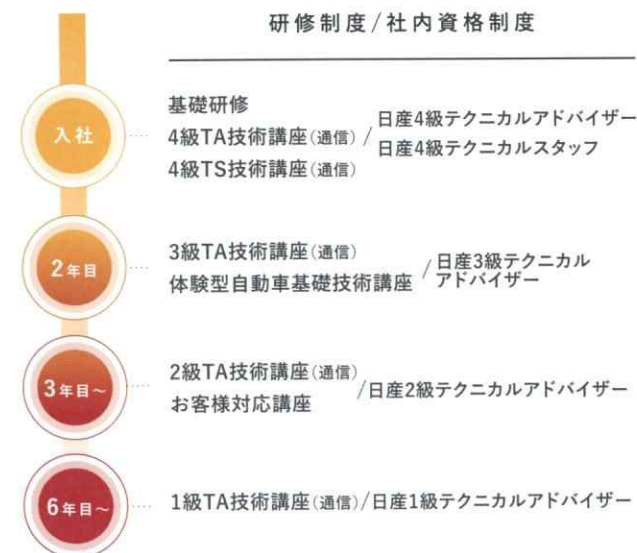 研修制度/社内資格制度
入社
基礎研修
4級TA技術講座(通信)
4級TS技術講座(通信)
/
日産4級テクニカルアドバイザー
日産4級テクニカルスタッフ
2年目
3級TA技術講座(通信)
体験型自動車基礎技術講座
/
日産3級テクニカル
アドバイザー
3年目～
2級TA技術講座(通信)
お客様対応講座
/日産2級テクニカルアドバイザー
6年目～
1級TA技術講座(通信)/日産1級テクニカルアドバイザー